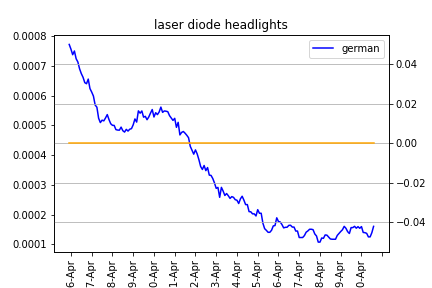 laser diode headlights
german
0.0008
0.0007
0.0006
0.0005
0.0004
0.0003
0.0002
0.0001
0.04
0.02
0.00
−0.02
−0.04
6-Apr
7-Apr
8-Apr
9-Apr
0-Apr
1-Apr
2-Apr
3-Apr
4-Apr
5-Apr
6-Apr
7-Apr
8-Apr
9-Apr
0-Apr